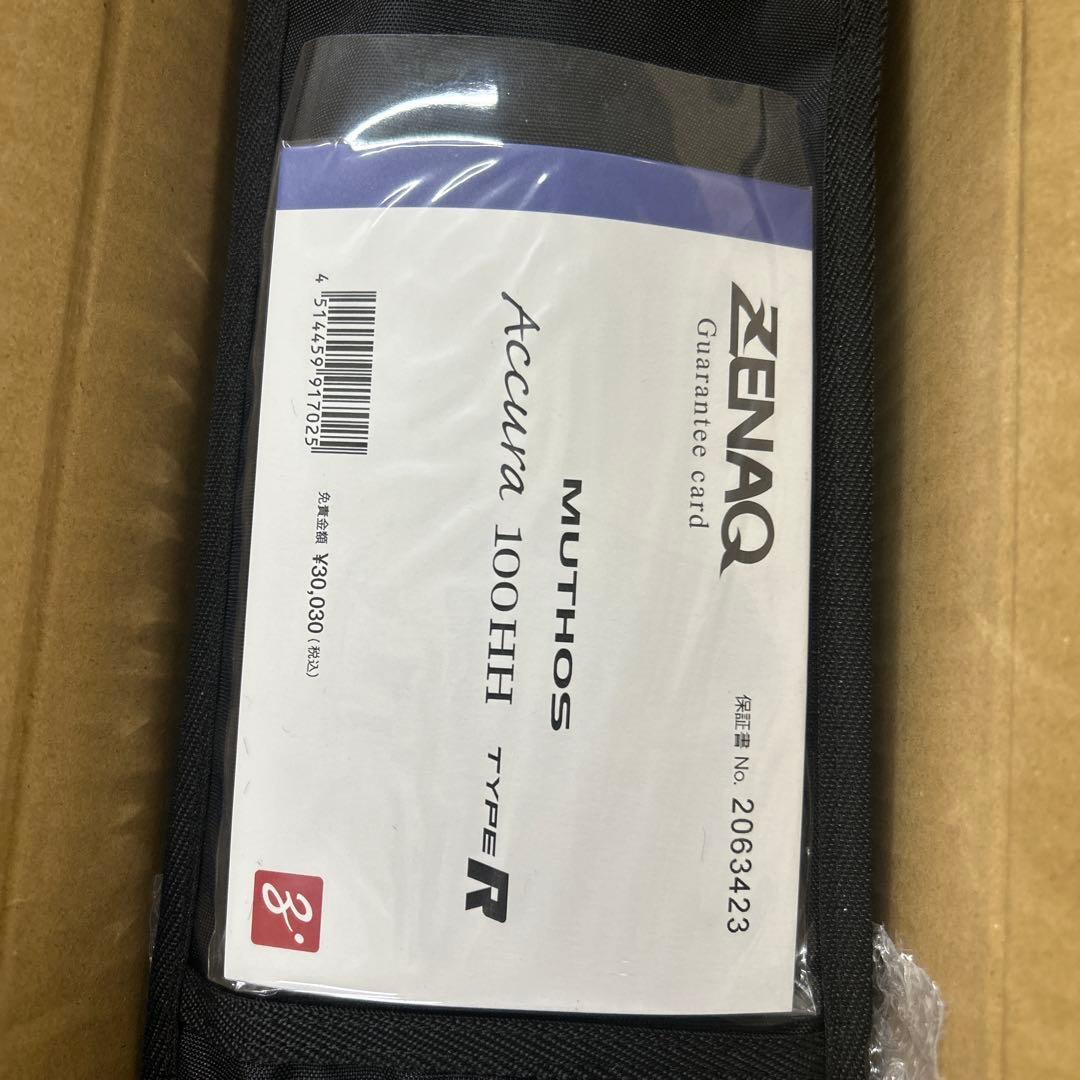 ZENAQ
Guarantee card
保証書 No. 2063423
MUTHOS
Accura 100HH TYPE R
4 514459 917025
免責金額 ¥30,030(税込)